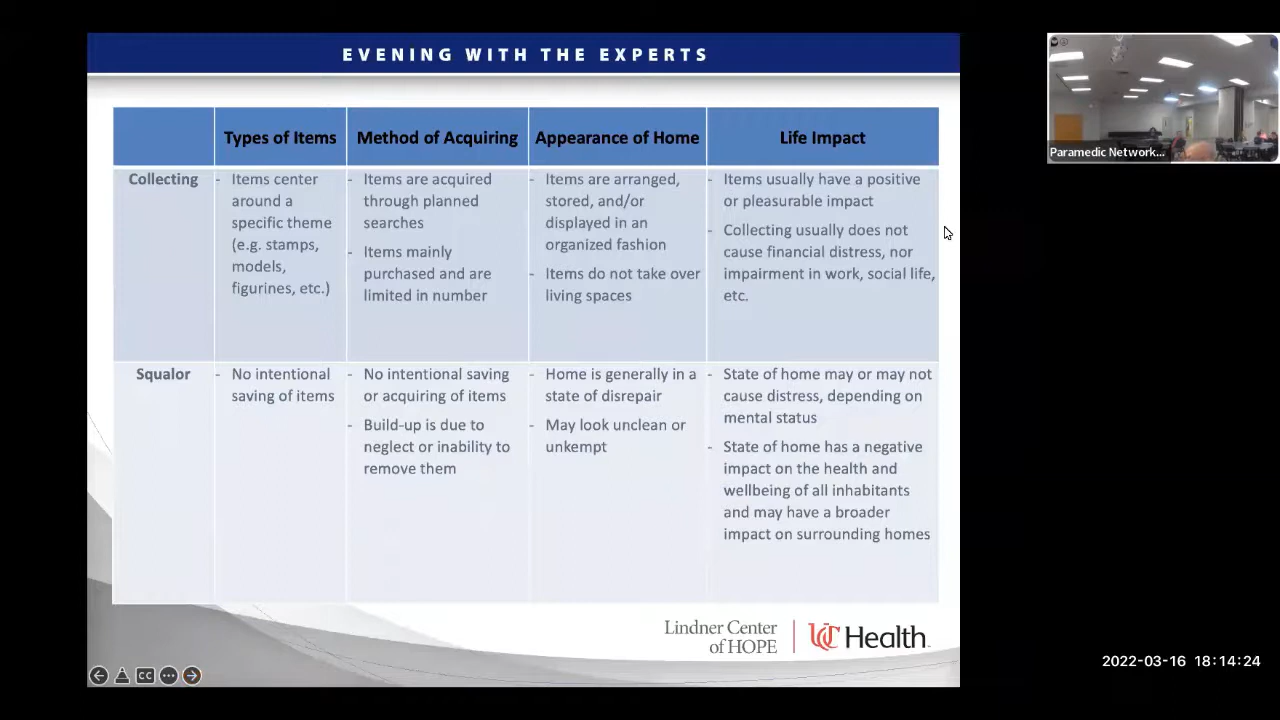 EVENING WITH THE EXPERTS
Types of Items
Method of Acquiring
Appearance of Home
Life Impact
Collecting
- Items center
around a
specific theme
(e.g. stamps,
models,
figurines, etc.)
- Items are acquired
through planned
searches
- Items mainly
purchased and are
limited in number
- Items are arranged,
stored, and/or
displayed in an
organized fashion
- Items do not take over
living spaces
- Items usually have a positive
or pleasurable impact
- Collecting usually does not
cause financial distress, nor
impairment in work, social life,
etc.
Squalor
- No intentional
saving of items
- No intentional saving
or acquiring of items
- Build-up is due to
neglect or inability to
remove them
- Home is generally in a
state of disrepair
- May look unclean or
unkempt
- State of home may or may not
cause distress, depending on
mental status
- State of home has a negative
impact on the health and
wellbeing of all inhabitants
and may have a broader
impact on surrounding homes
Lindner Center
of HOPE
UC Health
CC
Paramedic Network...
2022-03-16 18:14:24